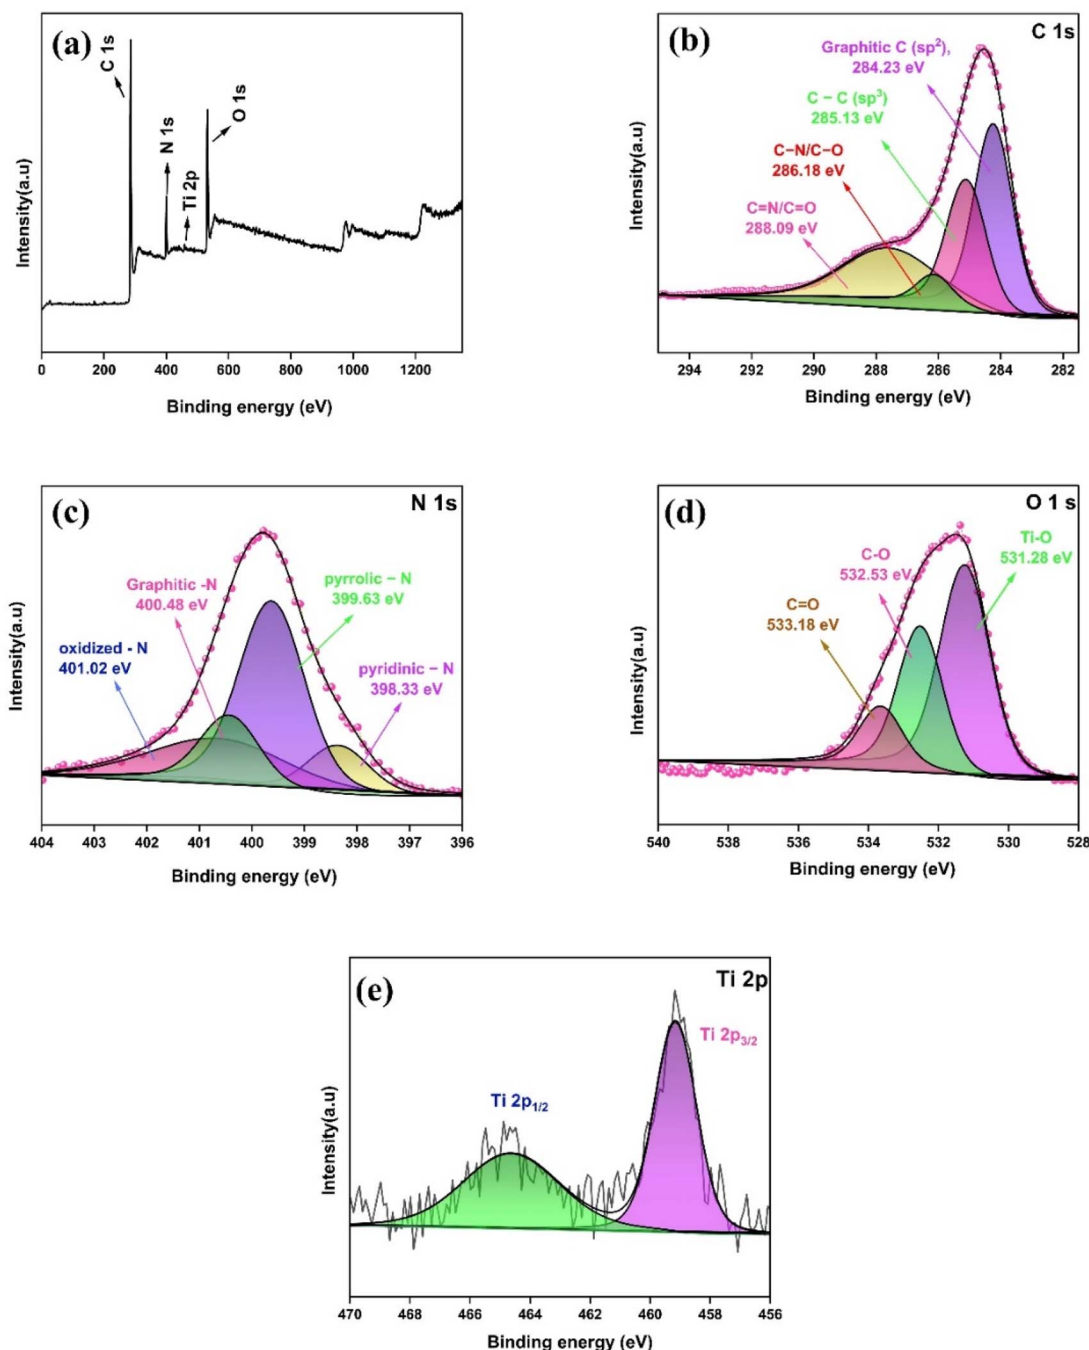 (a)
C 1s
N 1s
Ti 2p
O 1s
Intensity(a.u)
0 200 400 600 800 1000 1200
Binding energy (eV)
(b)
C 1s
Graphitic C (sp²),
284.23 eV
C – C (sp³)
285.13 eV
C–N/C–O
286.18 eV
C=N/C=O
288.09 eV
Intensity(a.u)
294 292 290 288 286 284 282
Binding energy (eV)
(c)
N 1s
Graphitic -N
400.48 eV
pyrrolic – N
399.63 eV
oxidized - N
401.02 eV
pyridinic – N
398.33 eV
Intensity(a.u)
404 403 402 401 400 399 398 397 396
Binding energy (eV)
(d)
O 1 s
Ti-O
531.28 eV
C-O
532.53 eV
C=O
533.18 eV
Intensity(a.u)
540 538 536 534 532 530 528
Binding energy (eV)
(e)
Ti 2p
Ti 2p3/2
Ti 2p1/2
Intensity(a.u)
470 468 466 464 462 460 458 456
Binding energy (eV)